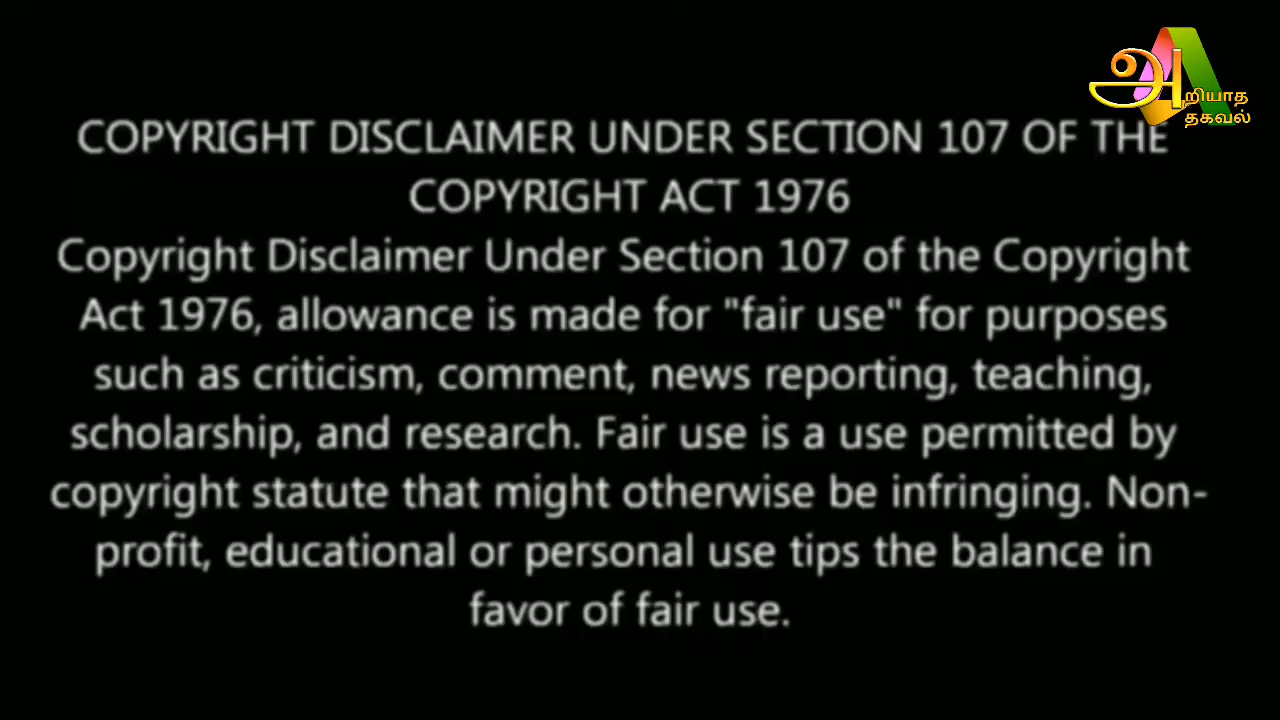 அறியாத
தகவல்
COPYRIGHT DISCLAIMER UNDER SECTION 107 OF THE
COPYRIGHT ACT 1976
Copyright Disclaimer Under Section 107 of the Copyright
Act 1976, allowance is made for "fair use" for purposes
such as criticism, comment, news reporting, teaching,
scholarship, and research. Fair use is a use permitted by
copyright statute that might otherwise be infringing. Non-
profit, educational or personal use tips the balance in
favor of fair use.